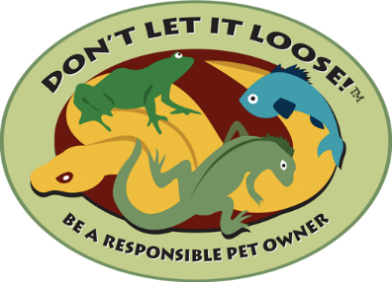 DON'T LET IT LOOSE!™
BE A RESPONSIBLE PET OWNER